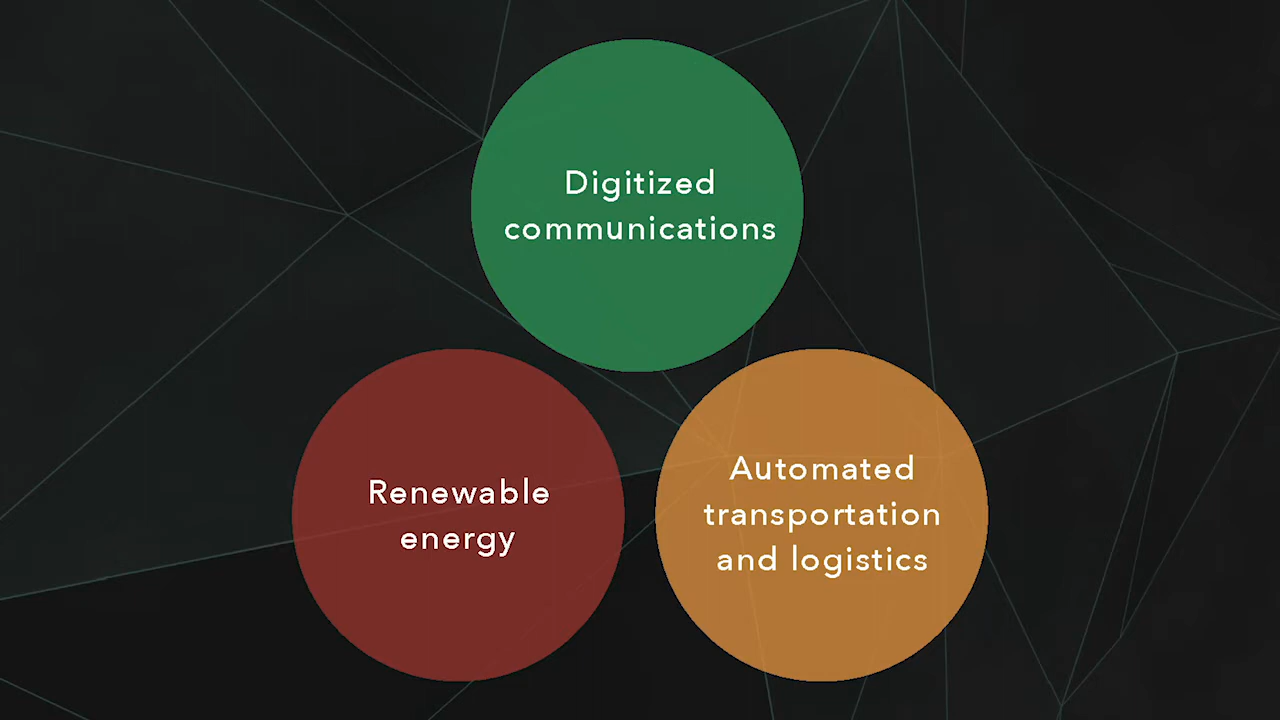 Digitized
communications
Renewable
energy
Automated
transportation
and logistics